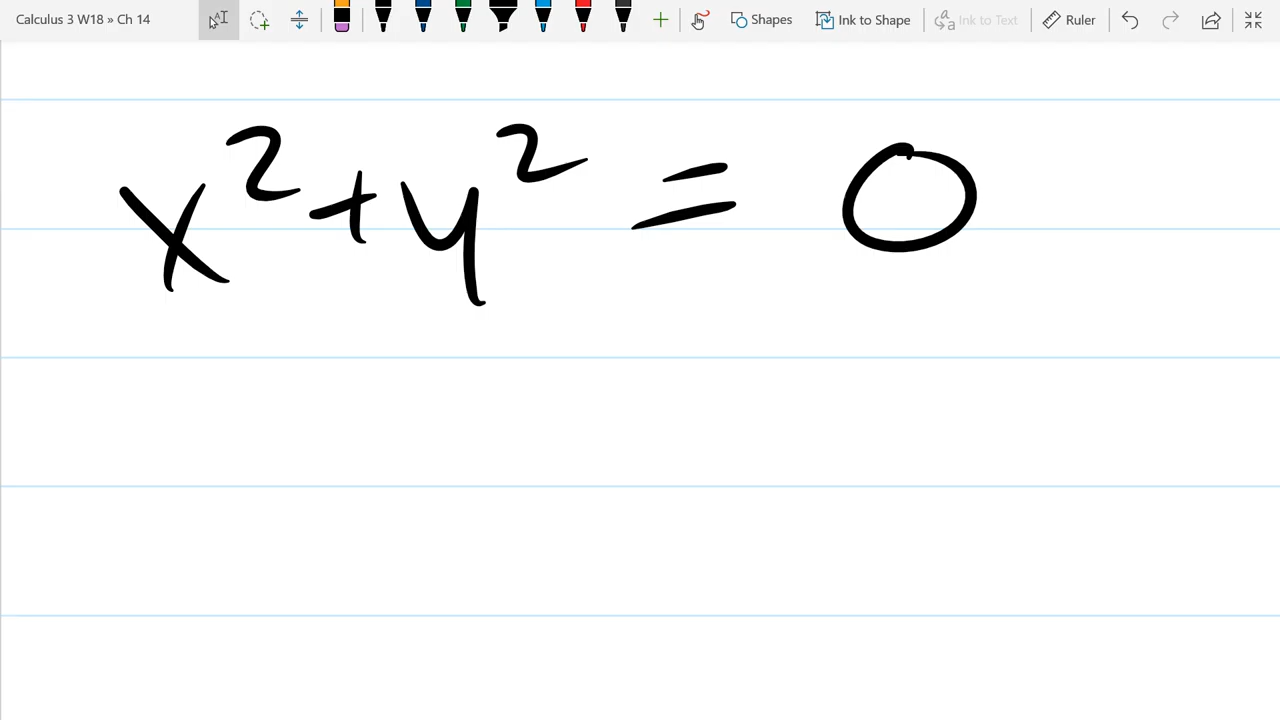 Calculus 3 W18 » Ch 14 Shapes Ink to Shape Ink to Text Ruler
x² + y² = 0